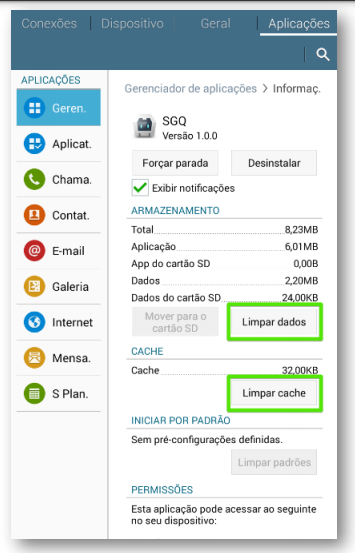 Conexões Dispositivo Geral Aplicações
APLICAÇÕES
Geren.
Aplicat.
Chama.
Contat.
E-mail
Galeria
Internet
Mensa.
S Plan.
Gerenciador de aplicações > Informaç.
SGQ
Versão 1.0.0
Forçar parada Desinstalar
Exibir notificações
ARMAZENAMENTO
Total 8,23MB
Aplicação 6,01MB
App do cartão SD 0,00B
Dados 2,20MB
Dados do cartão SD 24,00KB
Mover para o
cartão SD
Limpar dados
CACHE
Cache 32,00KB
Limpar cache
INICIAR POR PADRÃO
Sem pré-configurações definidas.
Limpar padrões
PERMISSÕES
Esta aplicação pode acessar ao seguinte
no seu dispositivo: